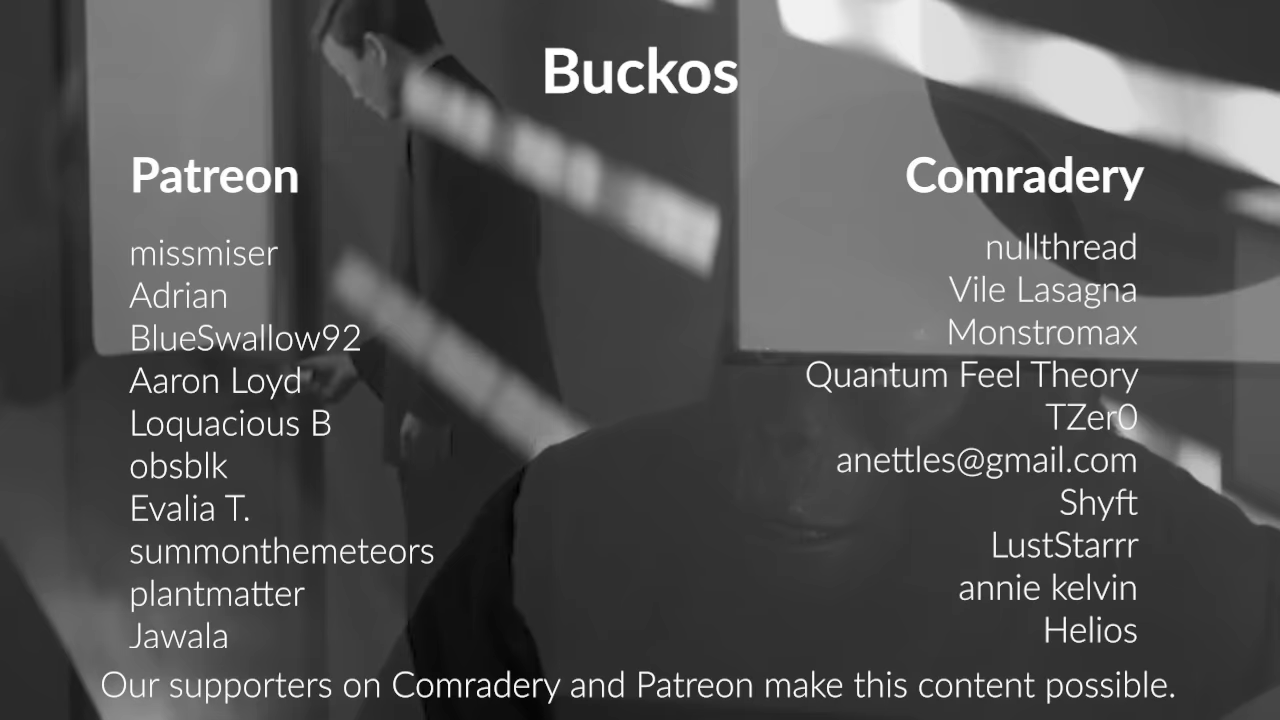 Buckos
Patreon
missmiser
Adrian
BlueSwallow92
Aaron Loyd
Loquacious B
obsblk
Evalia T.
summonthemeteors
plantmatter
Jawala
Comradery
nullthread
Vile Lasagna
Monstromax
Quantum Feel Theory
TZer0
anettles@gmail.com
Shyft
LustStarrr
annie kelvin
Helios
Our supporters on Comradery and Patreon make this content possible.